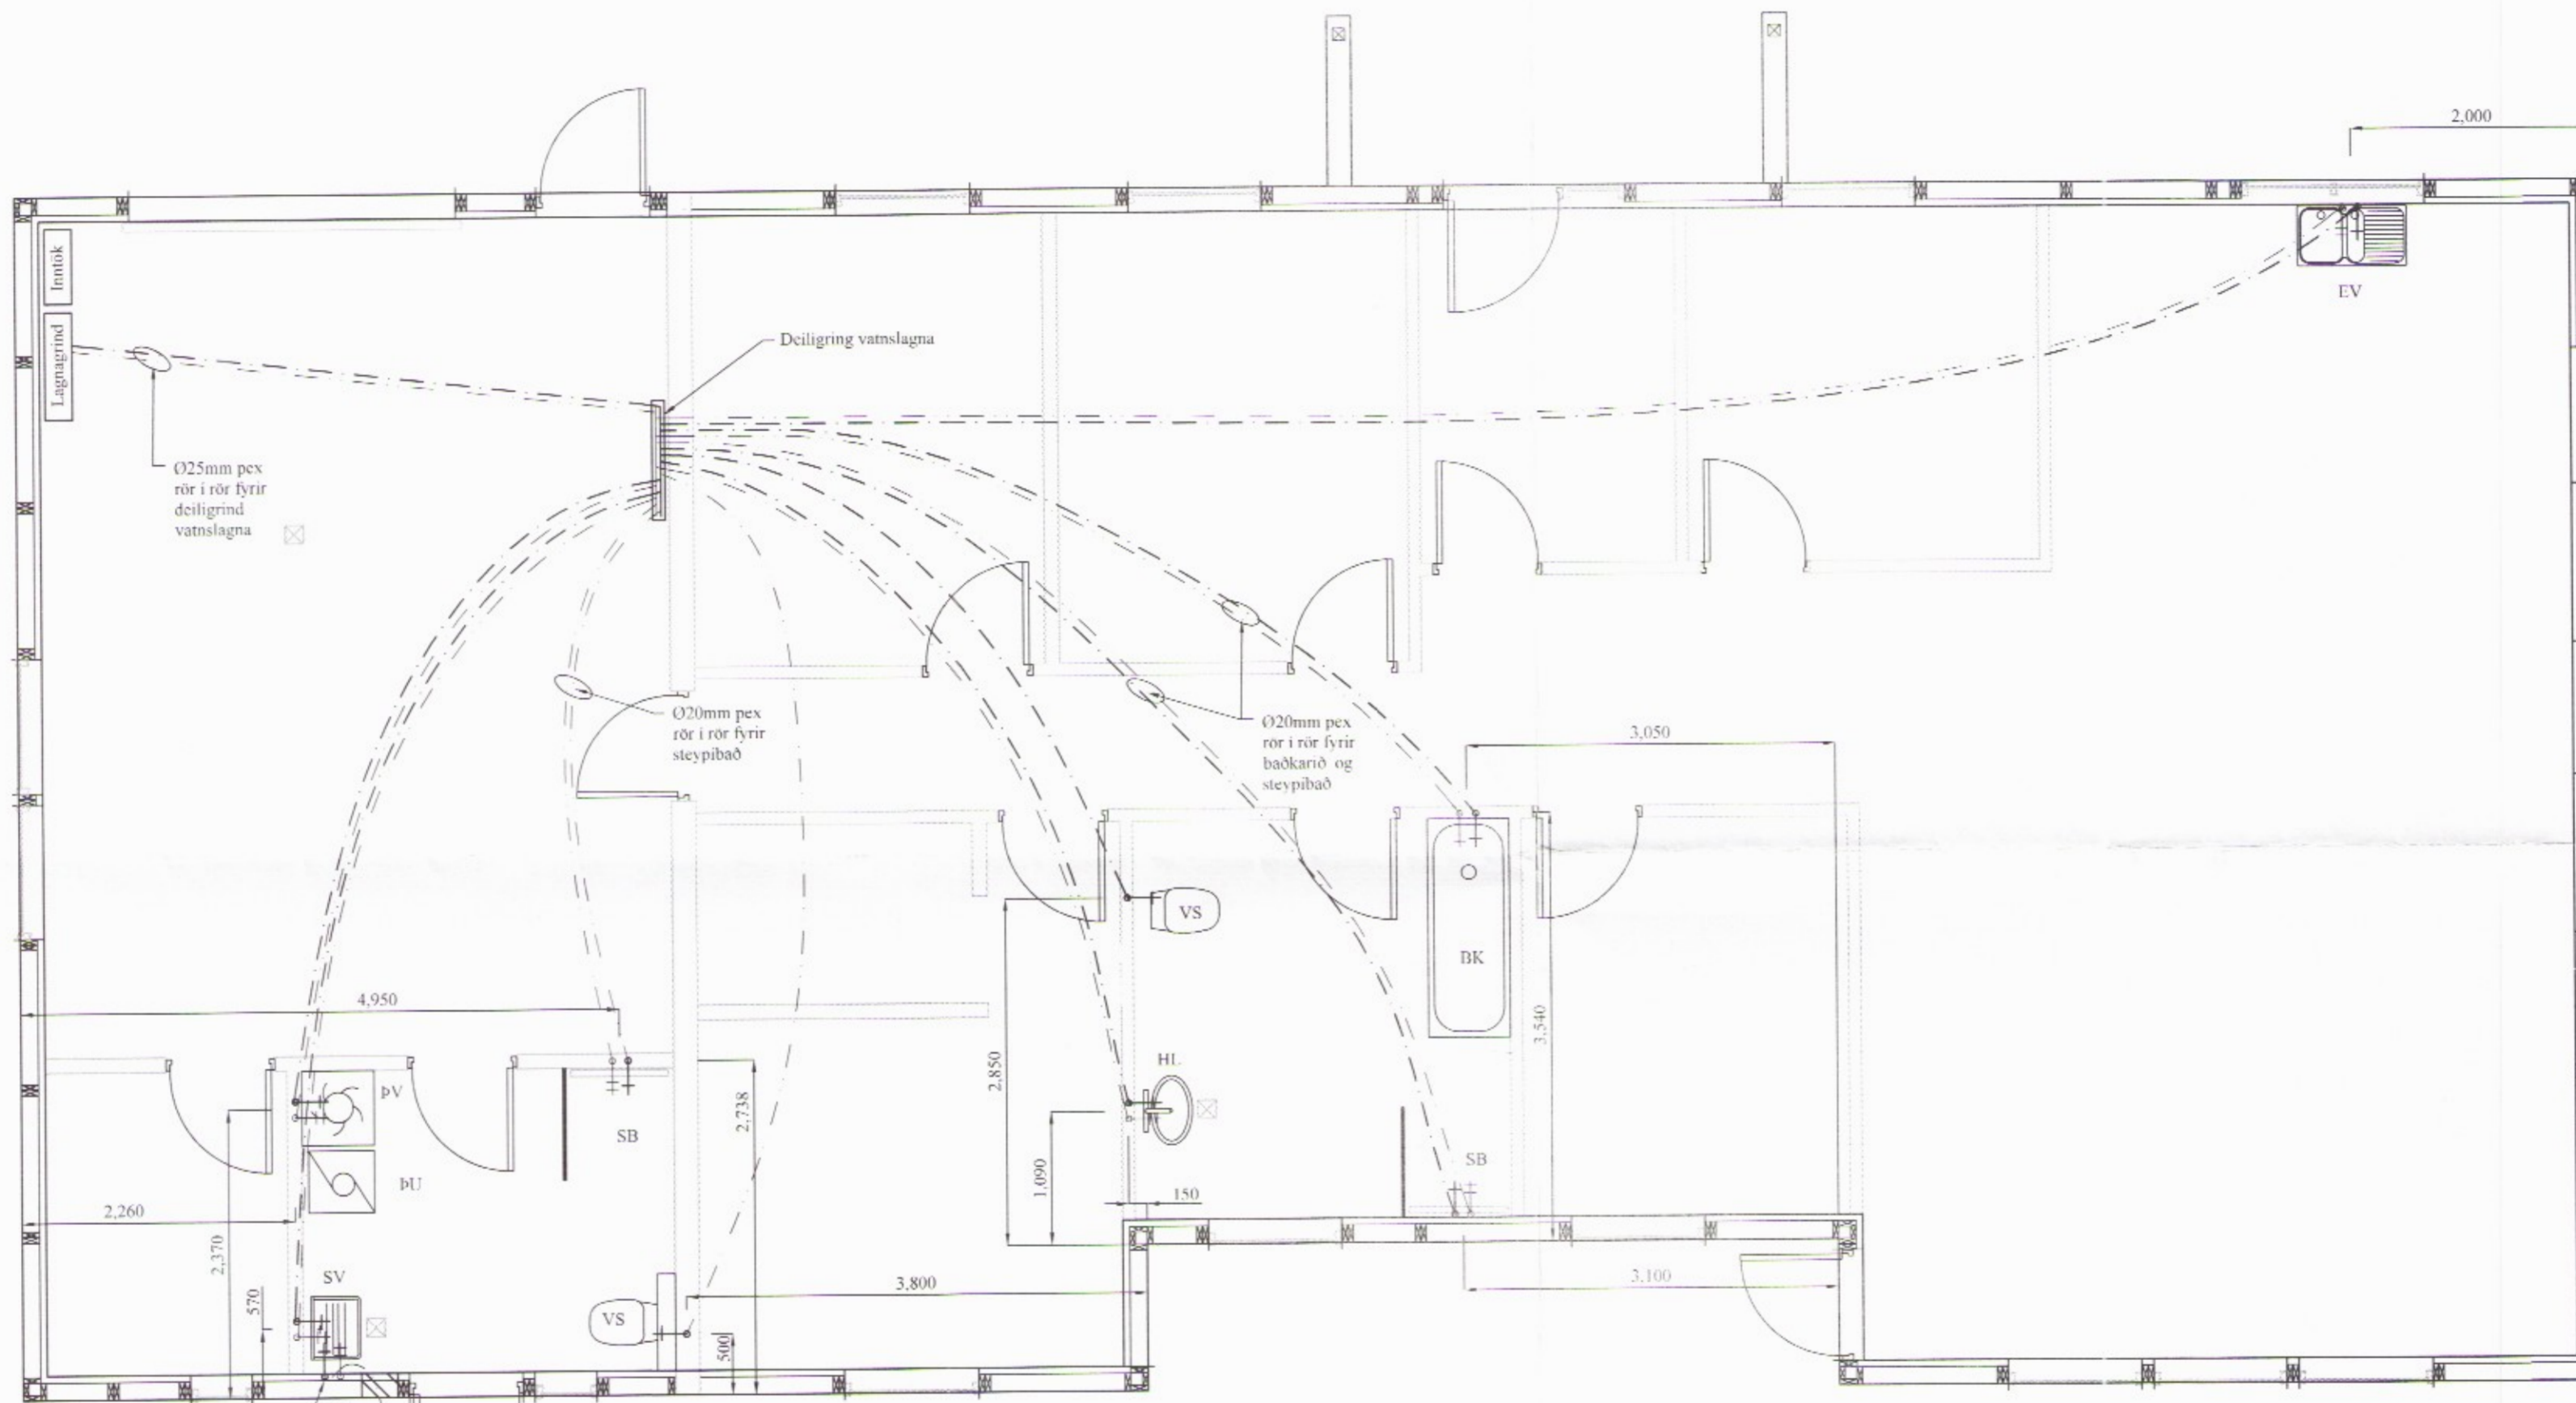 2,000
Inntök
Lagnagrind
EV
Deiligring vatnslagna
Ø25mm pex
rör i rör fyrir
deiligrind
vatnslagna
Ø20mm pex
rör i rör fyrir
steypibað
Ø20mm pex
rör i rör fyrir
baðkarið og
steypibað
3,050
VS
BK
4,950
3,540
2,850
HL
ÞV
2,738
SB
SB
ÞU
1,090
150
2,260
2,370
SV
3,800
3,100
570
VS
500